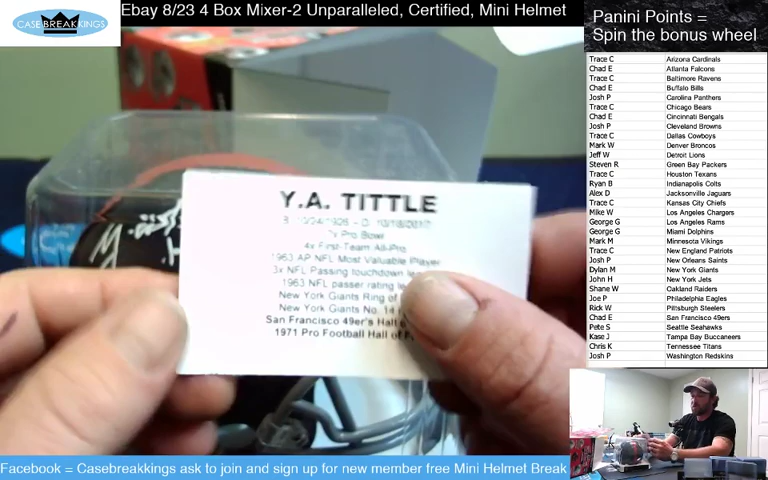 CASEBREAKKINGS
Ebay 8/23 4 Box Mixer-2 Unparalleled, Certified, Mini Helmet
Panini Points =
Spin the bonus wheel
Trace C Arizona Cardinals
Chad E Atlanta Falcons
Trace C Baltimore Ravens
Chad E Buffalo Bills
Josh P Carolina Panthers
Trace C Chicago Bears
Chad E Cincinnati Bengals
Josh P Cleveland Browns
Trace C Dallas Cowboys
Mark W Denver Broncos
Jeff W Detroit Lions
Steven R Green Bay Packers
Trace C Houston Texans
Ryan B Indianapolis Colts
Alex D Jacksonville Jaguars
Trace C Kansas City Chiefs
Mike W Los Angeles Chargers
George G Los Angeles Rams
George G Miami Dolphins
Mark M Minnesota Vikings
Trace C New England Patriots
Josh P New Orleans Saints
Dylan M New York Giants
John H New York Jets
Shane W Oakland Raiders
Joe P Philadelphia Eagles
Rick W Pittsburgh Steelers
Chad E San Francisco 49ers
Pete S Seattle Seahawks
Kase J Tampa Bay Buccaneers
Chris K Tennessee Titans
Josh P Washington Redskins
Y.A. TITTLE
Pro Bowl
4x First-Team All-Pro
1963 AP NFL Most Valuable Player
3x NFL Passing touchdown
1963 NFL passer rating
New York Giants Ring of
New York Giants No. 14
San Francisco 49er's Hall
1971 Pro Football Hall of
Facebook = Casebreakkings ask to join and sign up for new member free Mini Helmet Break